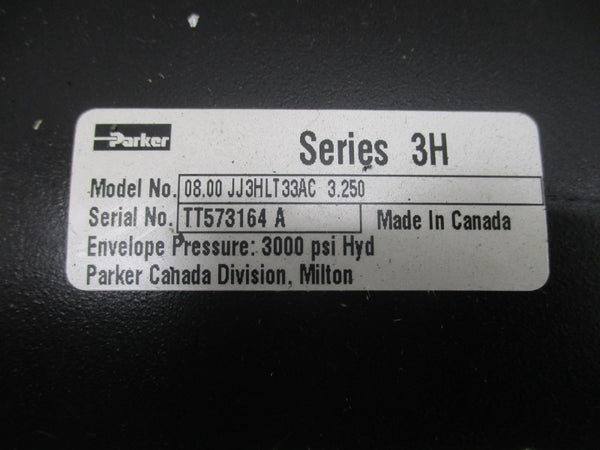 Parker Series 3H
Model No. 08.00 JJ3HLT33AC 3.250
Serial No. TT573164 A Made In Canada
Envelope Pressure: 3000 psi Hyd
Parker Canada Division, Milton